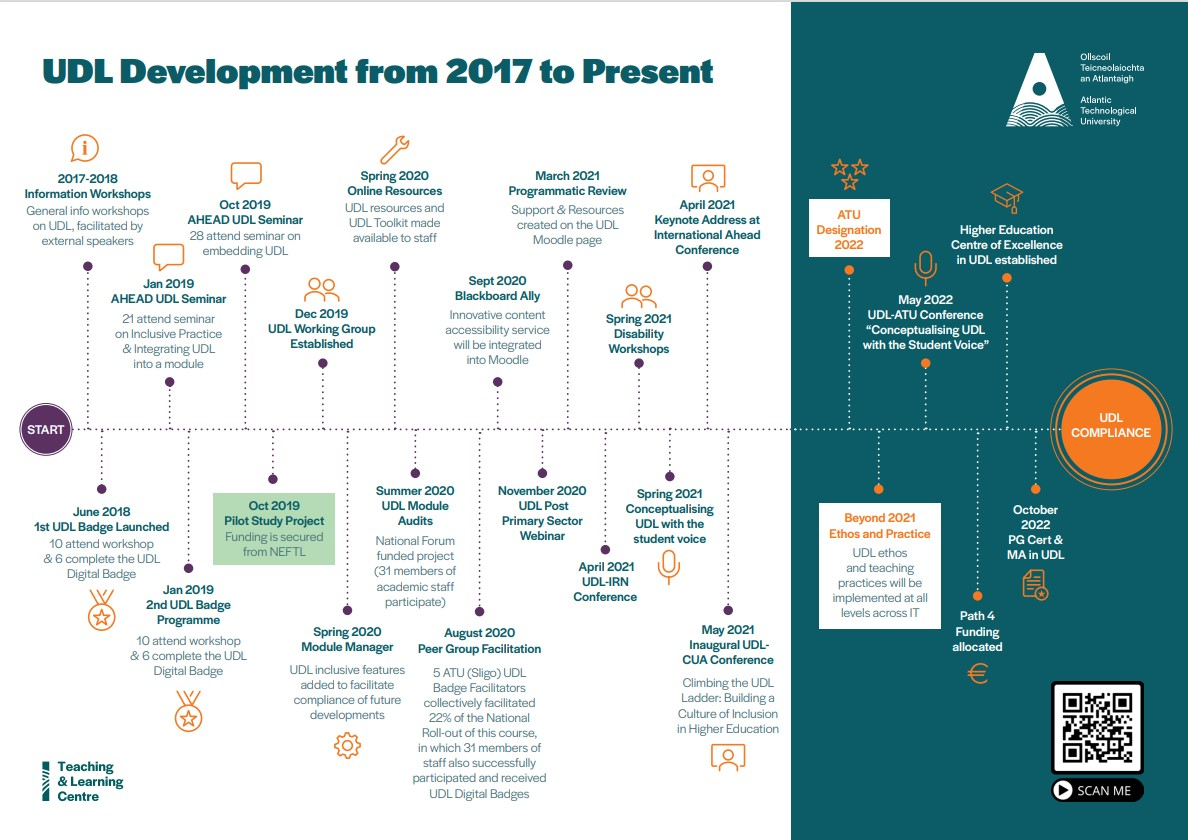 UDL Development from 2017 to Present
Ollscoil
Teicneolaíochta
an Atlantaigh
Atlantic
Technological
University
2017-2018
Information Workshops
General info workshops
on UDL, facilitated by
external speakers
Jan 2019
AHEAD UDL Seminar
21 attend seminar
on Inclusive Practice
& Integrating UDL
into a module
Oct 2019
AHEAD UDL Seminar
28 attend seminar on
embedding UDL
Dec 2019
UDL Working Group
Established
Spring 2020
Online Resources
UDL resources and
UDL Toolkit made
available to staff
Sept 2020
Blackboard Ally
Innovative content
accessibility service
will be integrated
into Moodle
March 2021
Programmatic Review
Support & Resources
created on the UDL
Moodle page
Spring 2021
Disability
Workshops
April 2021
Keynote Address at
International Ahead
Conference
ATU
Designation
2022
May 2022
UDL-ATU Conference
“Conceptualising UDL
with the Student Voice”
Higher Education
Centre of Excellence
in UDL established
START
UDL
COMPLIANCE
June 2018
1st UDL Badge Launched
10 attend workshop
& 6 complete the UDL
Digital Badge
Jan 2019
2nd UDL Badge
Programme
10 attend workshop
& 6 complete the UDL
Digital Badge
Oct 2019
Pilot Study Project
Funding is secured
from NEFTL
Spring 2020
Module Manager
UDL inclusive features
added to facilitate
compliance of future
developments
Summer 2020
UDL Module
Audits
National Forum
funded project
(31 members of
academic staff
participate)
August 2020
Peer Group Facilitation
5 ATU (Sligo) UDL
Badge Facilitators
collectively facilitated
22% of the National
Roll-out of this course,
in which 31 members of
staff also successfully
participated and received
UDL Digital Badges
November 2020
UDL Post
Primary Sector
Webinar
April 2021
UDL-IRN
Conference
Spring 2021
Conceptualising
UDL with the
student voice
May 2021
Inaugural UDL-
CUA Conference
Climbing the UDL
Ladder: Building a
Culture of Inclusion
in Higher Education
Beyond 2021
Ethos and Practice
UDL ethos
and teaching
practices will be
implemented at all
levels across IT
Path 4
Funding
allocated
October
2022
PG Cert &
MA in UDL
Teaching
& Learning
Centre
SCAN ME